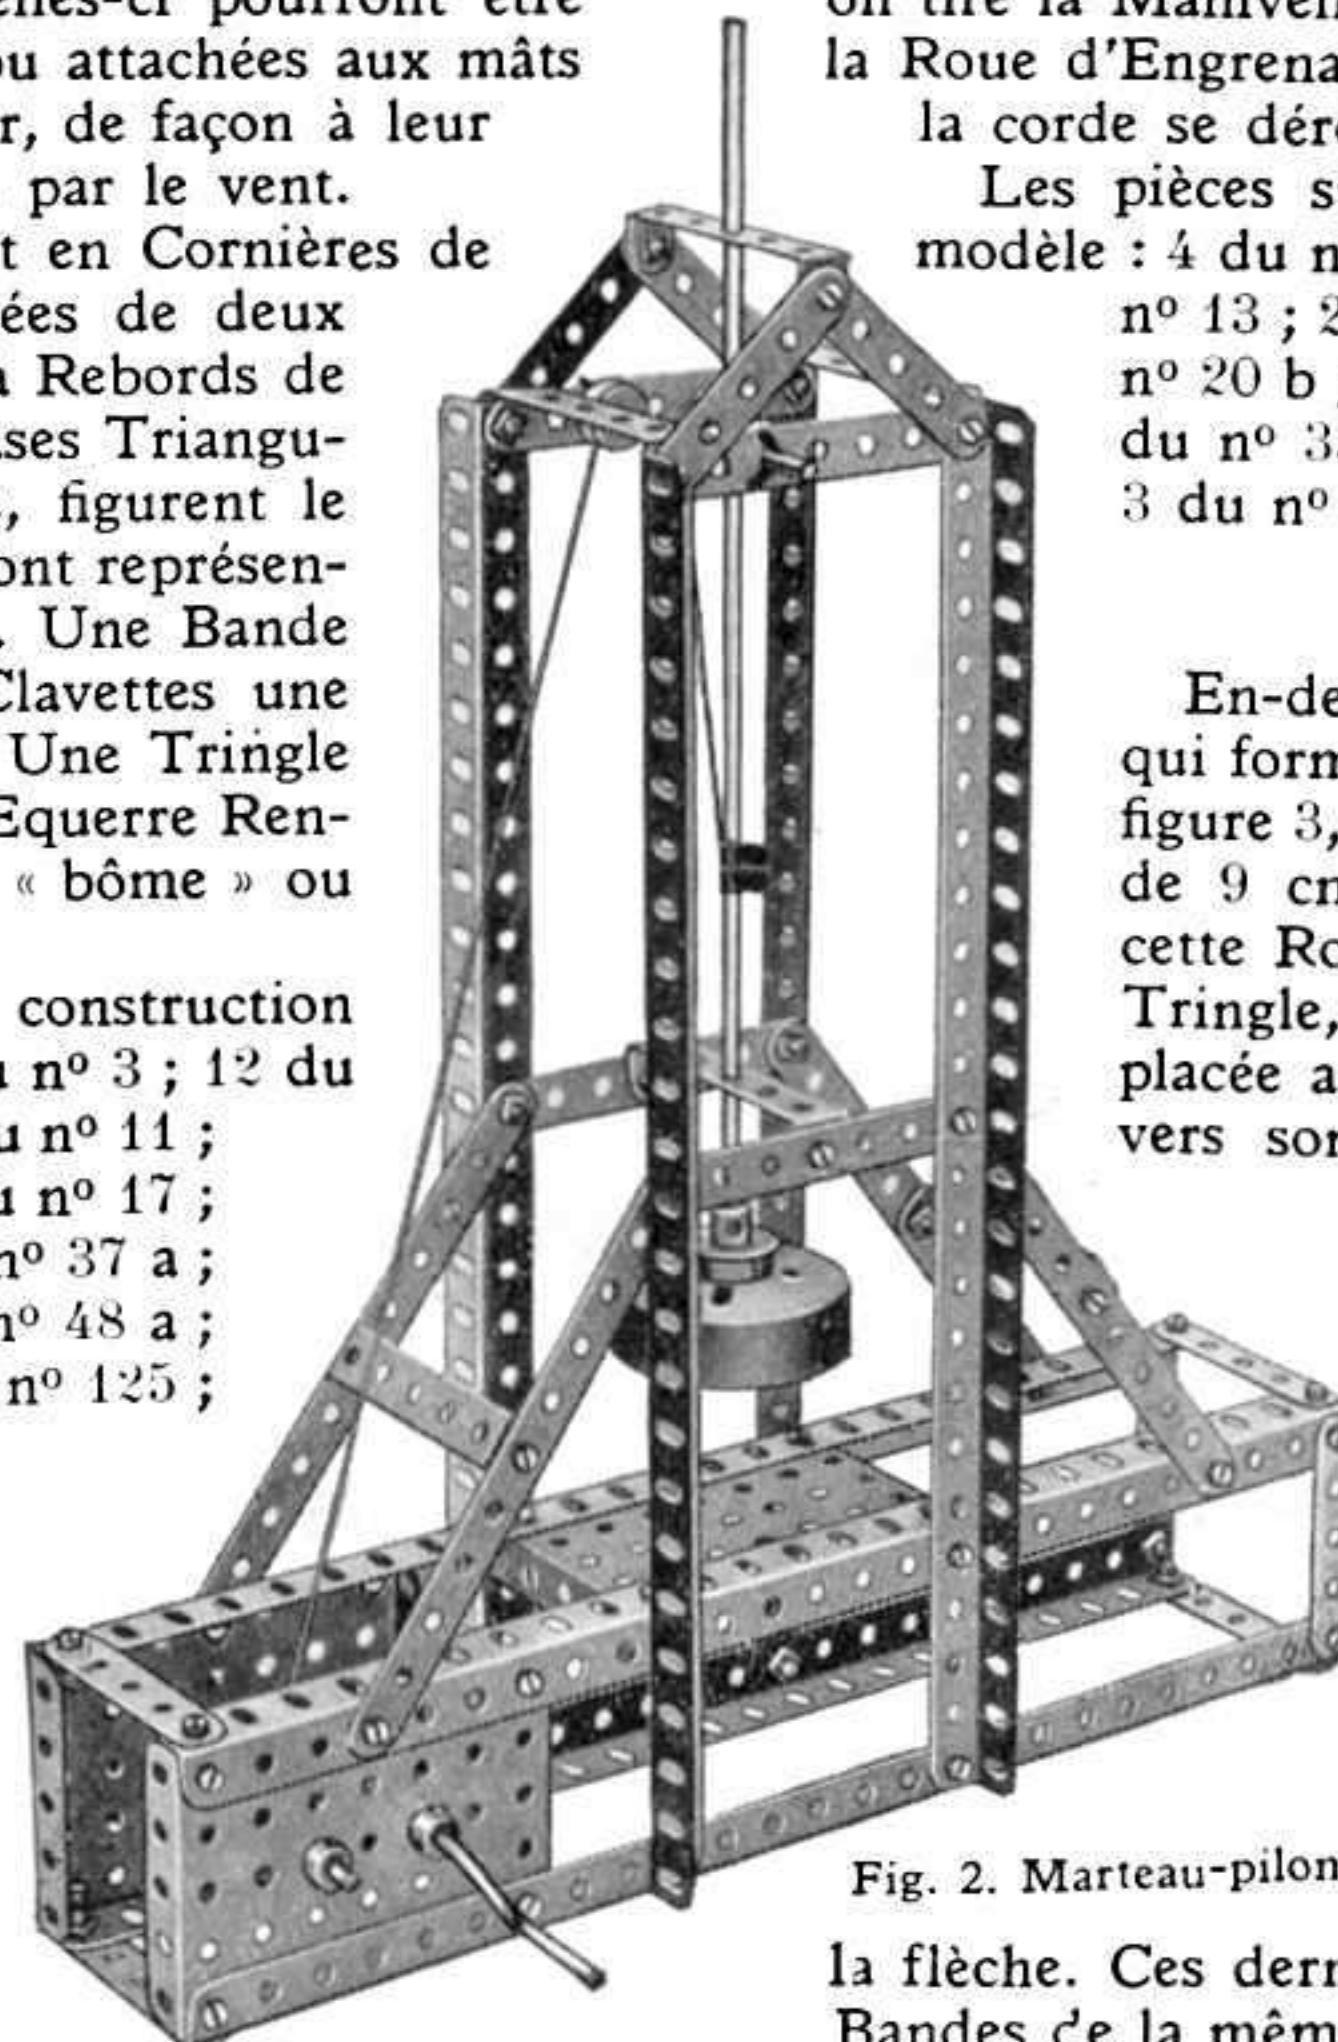 ou attachées aux mâts
r, de façon à leur
par le vent.
t en Cornières de
ées de deux
Rebords de
ses Triangu-
, figurent le
ont représen-
. Une Bande
Clavettes une
Une Tringle
Equerre Ren-
« bôme » ou
construction
u nº 3 ; 12 du
u nº 11 ;
u nº 17 ;
nº 37 a ;
nº 48 a ;
nº 125 ;
la Roue d'Engrena
la corde se dér
Les pièces s
modèle : 4 du n
nº 13 ; 2
nº 20 b
du nº 3
3 du nº
En-de
qui form
figure 3,
de 9 cm
cette Ro
Tringle,
placée a
vers son
Fig. 2. Marteau-pilon
la flèche. Ces dern
Bandes de la mêm